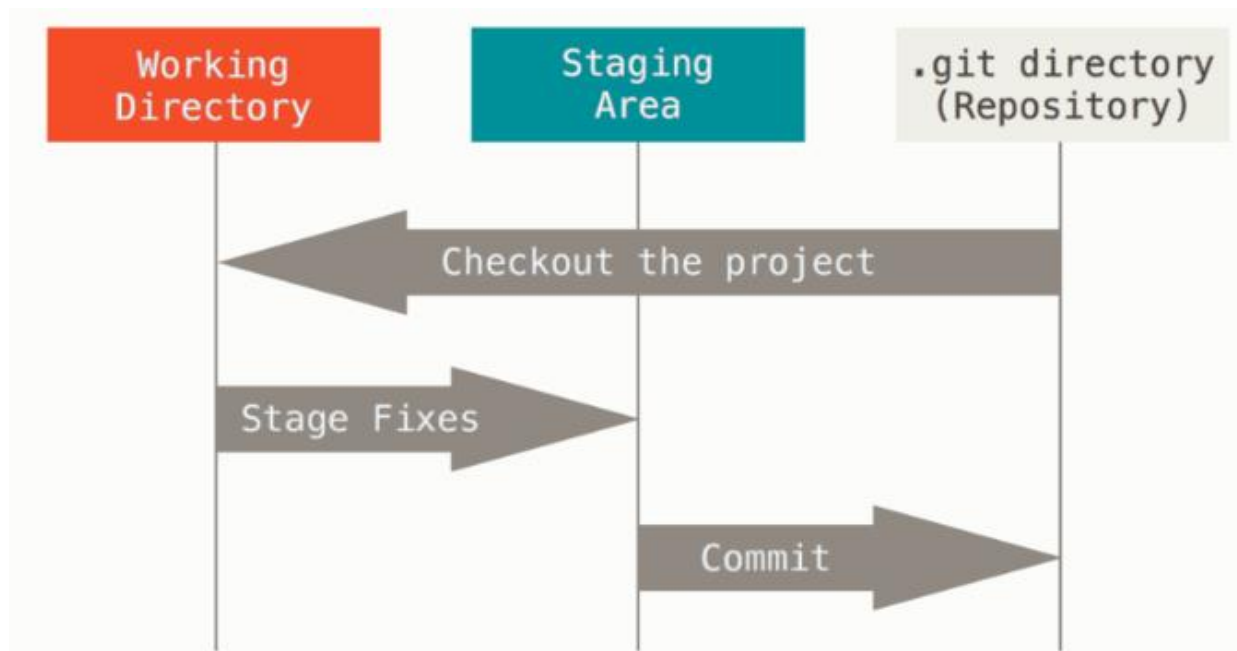 Working
Directory
Staging
Area
.git directory
(Repository)
Checkout the project
Stage Fixes
Commit